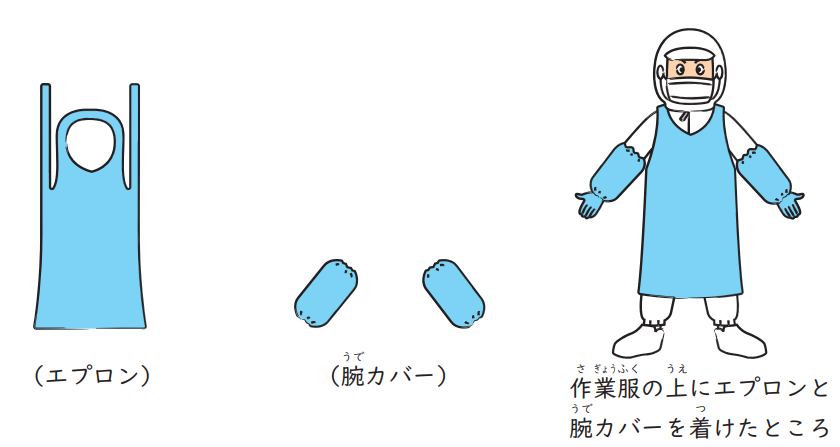 (エプロン)
うで
(腕カバー)
さ ぎょうふく うえ
作業服の上にエプロンと
うで つ
腕カバーを着けたところ